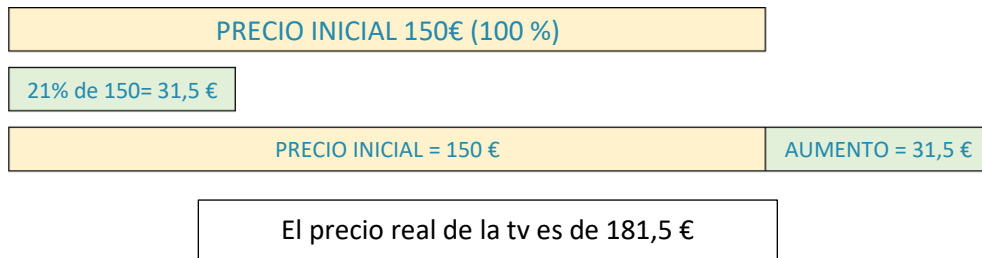 PRECIO INICIAL 150€ (100 %)
21% de 150= 31,5 €
PRECIO INICIAL = 150 €
AUMENTO = 31,5 €
El precio real de la tv es de 181,5 €